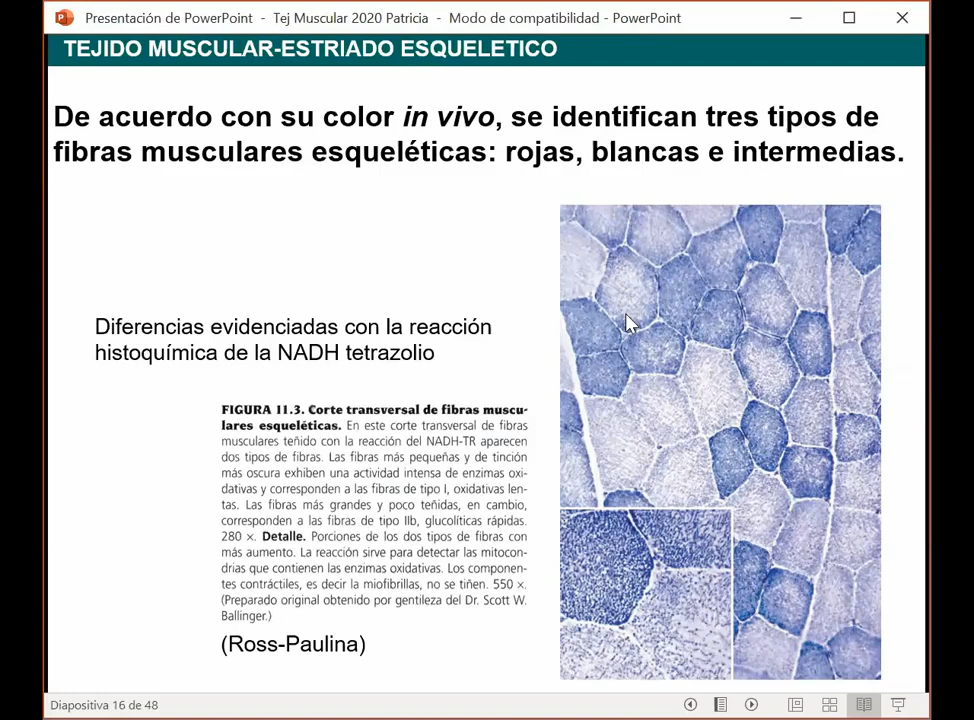 Presentación de PowerPoint - Tej Muscular 2020 Patricia - Modo de compatibilidad - PowerPoint
TEJIDO MUSCULAR-ESTRIADO ESQUELETICO
De acuerdo con su color in vivo, se identifican tres tipos de
fibras musculares esqueléticas: rojas, blancas e intermedias.
Diferencias evidenciadas con la reacción
histoquímica de la NADH tetrazolio
FIGURA 11.3. Corte transversal de fibras muscu-
lares esqueléticas. En este corte transversal de fibras
musculares teñido con la reacción del NADH-TR aparecen
dos tipos de fibras. Las fibras más pequeñas y de tinción
más oscura exhiben una actividad intensa de enzimas oxi-
dativas y corresponden a las fibras de tipo I, oxidativas len-
tas. Las fibras más grandes y poco teñidas, en cambio,
corresponden a las fibras de tipo IIb, glucolíticas rápidas.
280 ×. Detalle. Porciones de los dos tipos de fibras con
más aumento. La reacción sirve para detectar las mitocon-
drias que contienen las enzimas oxidativas. Los componen-
tes contráctiles, es decir la miofibrillas, no se tiñen. 550 ×.
(Preparado original obtenido por gentileza del Dr. Scott W.
Ballinger.)
(Ross-Paulina)
Diapositiva 16 de 48